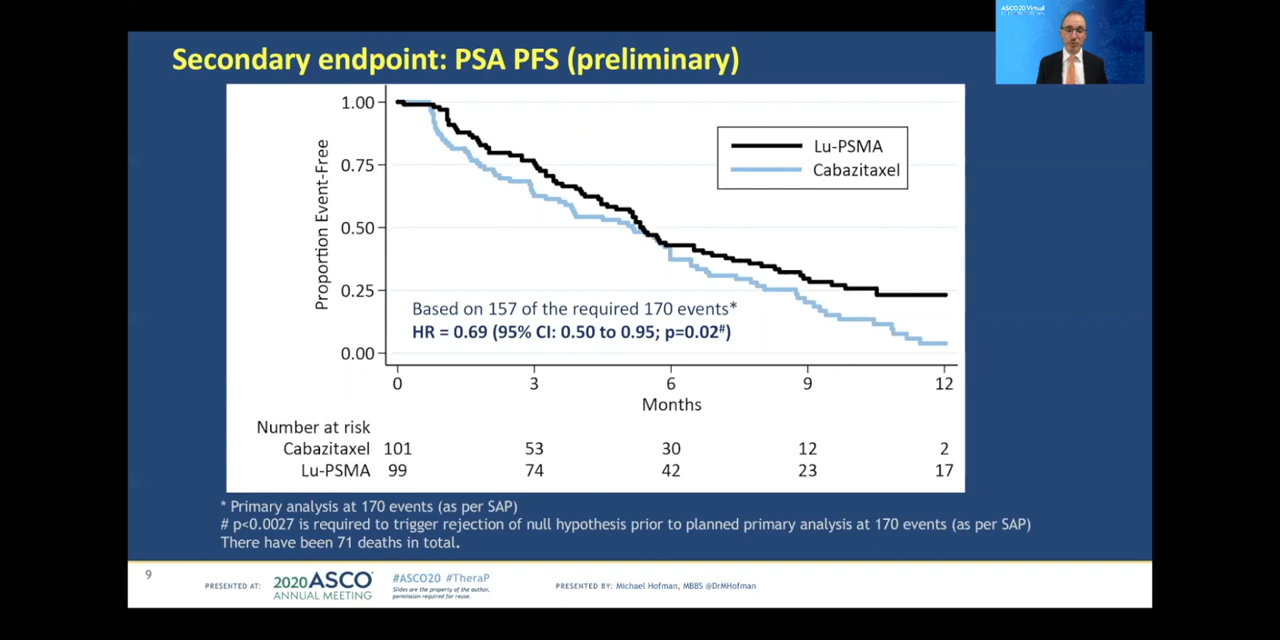 ASCO20 Virtual
Secondary endpoint: PSA PFS (preliminary)
Proportion Event-Free
1.00
0.75
0.50
0.25
0.00
Lu-PSMA
Cabazitaxel
Based on 157 of the required 170 events*
HR = 0.69 (95% CI: 0.50 to 0.95; p=0.02#)
0 3 6 9 12
Months
Number at risk
Cabazitaxel 101 53 30 12 2
Lu-PSMA 99 74 42 23 17
* Primary analysis at 170 events (as per SAP)
# p<0.0027 is required to trigger rejection of null hypothesis prior to planned primary analysis at 170 events (as per SAP)
There have been 71 deaths in total.
9
PRESENTED AT:
2020 ASCO
ANNUAL MEETING
#ASCO20 #TheraP
Slides are the property of the author,
permission required for reuse.
PRESENTED BY: Michael Hofman, MBBS @DrMHofman